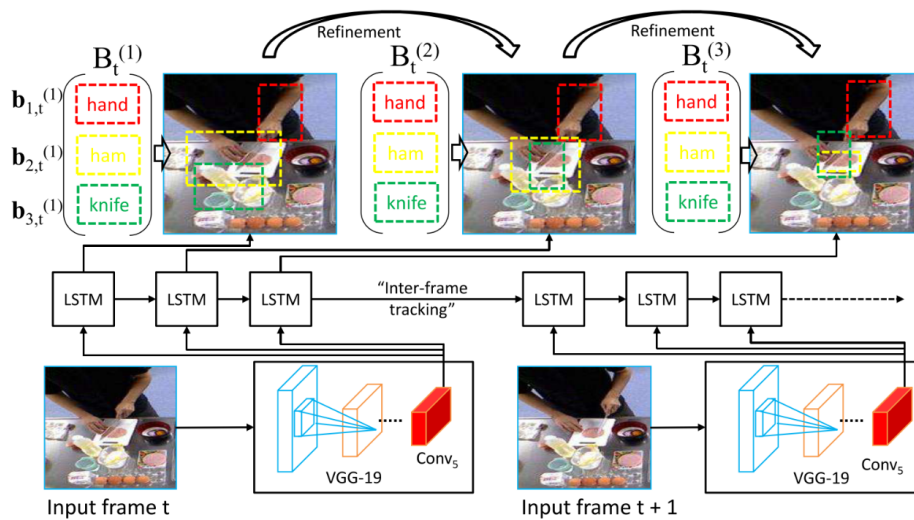 Refinement
Refinement
B_t^(1)
B_t^(2)
B_t^(3)
b_1,t^(1)
hand
hand
hand
b_2,t^(1)
ham
ham
ham
b_3,t^(1)
knife
knife
knife
LSTM
LSTM
LSTM
“Inter-frame
tracking”
LSTM
LSTM
LSTM
VGG-19
Conv_5
VGG-19
Conv_5
Input frame t
Input frame t + 1